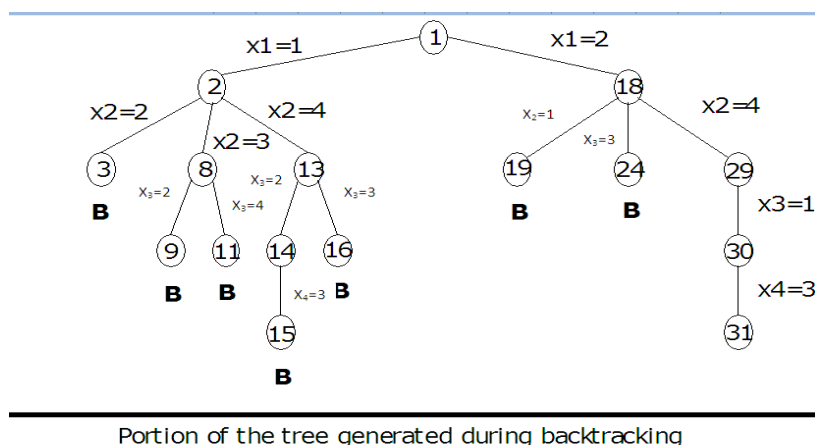 1
x1=1 x1=2
2 18
x2=2 x2=3 x2=4 X₂=1 X₃=3 x2=4
3 8 13 19 24 29
B X₃=2 X₃=4 X₃=2 X₃=3 B B x3=1
9 11 14 16 30
B B X₄=3 B x4=3
15 31
B
Portion of the tree generated during backtracking